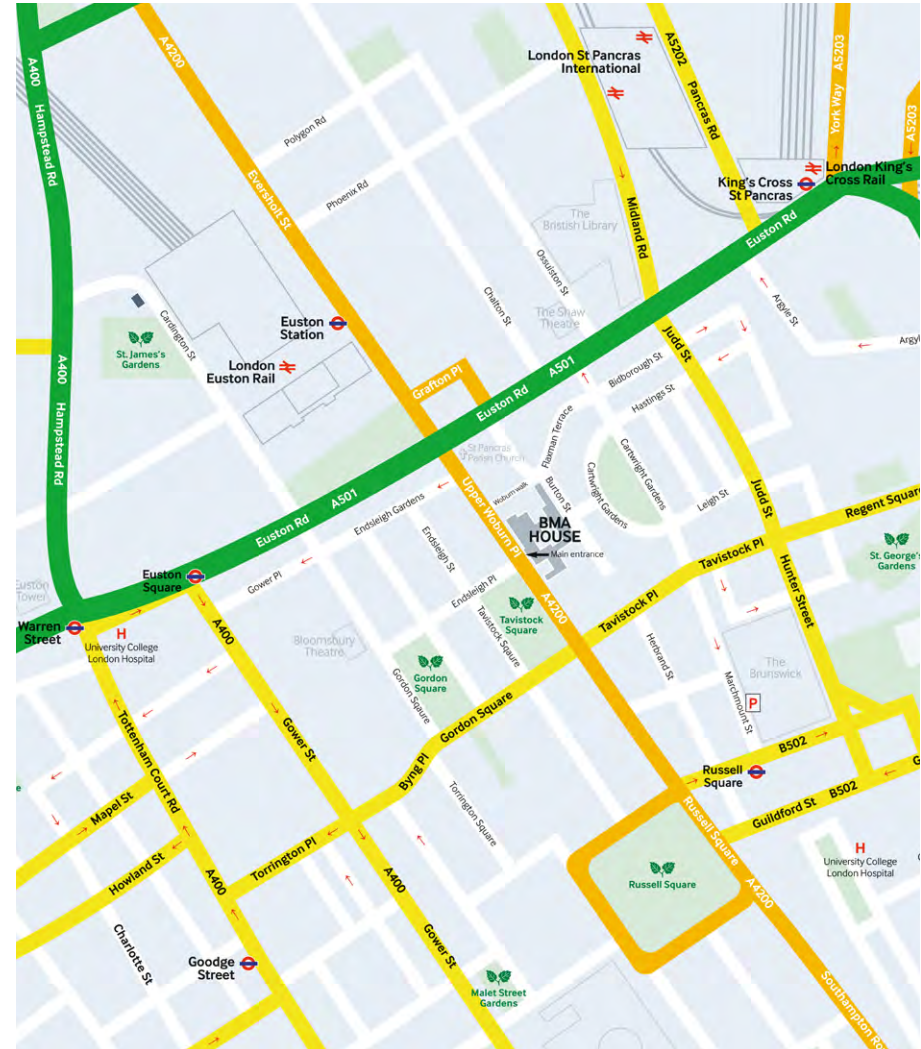 A400
Hampstead Rd
A4200
London St Pancras
International
A5202
Pancras Rd
York Way
A5203
A5203
Polygon Rd
Phoenix Rd
Eversholt St
King's Cross
St Pancras
London King's
Cross Rail
The
Bristish Library
Midland Rd
Euston Rd
Ossulston St
Chalton St
The Shaw
Theatre
Argyle St
Argyl
Cardington St
St. James's
Gardens
Euston
Station
London
Euston Rail
A400
Hampstead Rd
Grafton Pl
Euston Rd
A501
Bidborough St
Judd St
Hastings St
Flaxman Terrace
St Pancras
Parish Church
Cartwright Gardens
Cartwright Gardens
Leigh St
Judd St
Regent Squar
Euston Rd
A501
Endsleigh Gardens
Upper Woburn Pl
Woburn walk
Burton St
BMA
HOUSE
Main entrance
Endsleigh St
Endsleigh Pl
Tavistock Pl
Tavistock Pl
Hunter Street
St. George's
Gardens
Euston
Tower
Euston
Square
Gower Pl
Warren
Street
H
University College
London Hospital
A400
Bloomsbury
Theatre
Tavistock
Square
Tavistock Sqaure
A4200
Gordon
Square
Gordon Sqaure
Gordon Square
Herbrand St
Marchmount St
The
Brunswick
P
Tottenham Court Rd
Gower St
Byng Pl
Torrington Square
B502
Russell
Square
Mapel St
Howland St
Torrington Pl
A400
A400
Russell Square
Guildford St
B502
G
Russell Square
A4200
H
University College
London Hospital
Charlotte St
Goodge
Street
Gower St
Malet Street
Gardens
Southampton Ro